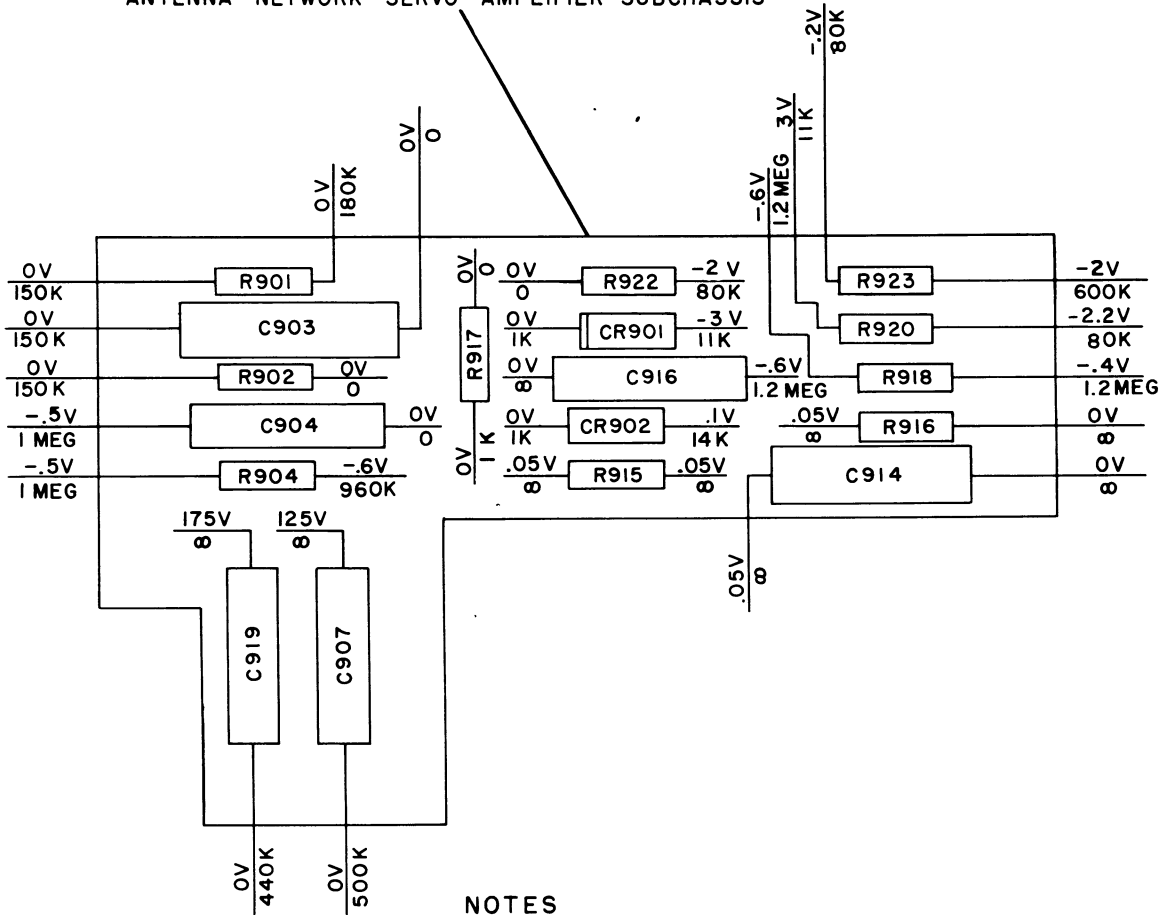 ANTENNA NETWORK SERVO AMPLIFIER SUBCHASSIS
-.2V
80K
3V
11K
0V
0
-.6V
1.2 MEG
0V
180K
0V
150K
R901
0V
150K
C903
0V
150K
R902
0V
0
-.5V
1 MEG
C904
0V
0
-.5V
1 MEG
R904
-.6V
960K
0V
0
R917
0V
1K
0V
0
R922
-2 V
80K
0V
1K
CR901
-3V
11K
0V
∞
C916
-.6V
1.2 MEG
0V
1K
CR902
.1V
14K
.05V
∞
R915
.05V
∞
R923
-2V
600K
R920
-2.2V
80K
R918
-.4V
1.2MEG
.05V
∞
R916
0V
∞
C914
0V
∞
.05V
∞
175V
∞
C919
0V
440K
125V
∞
C907
0V
500K
NOTES